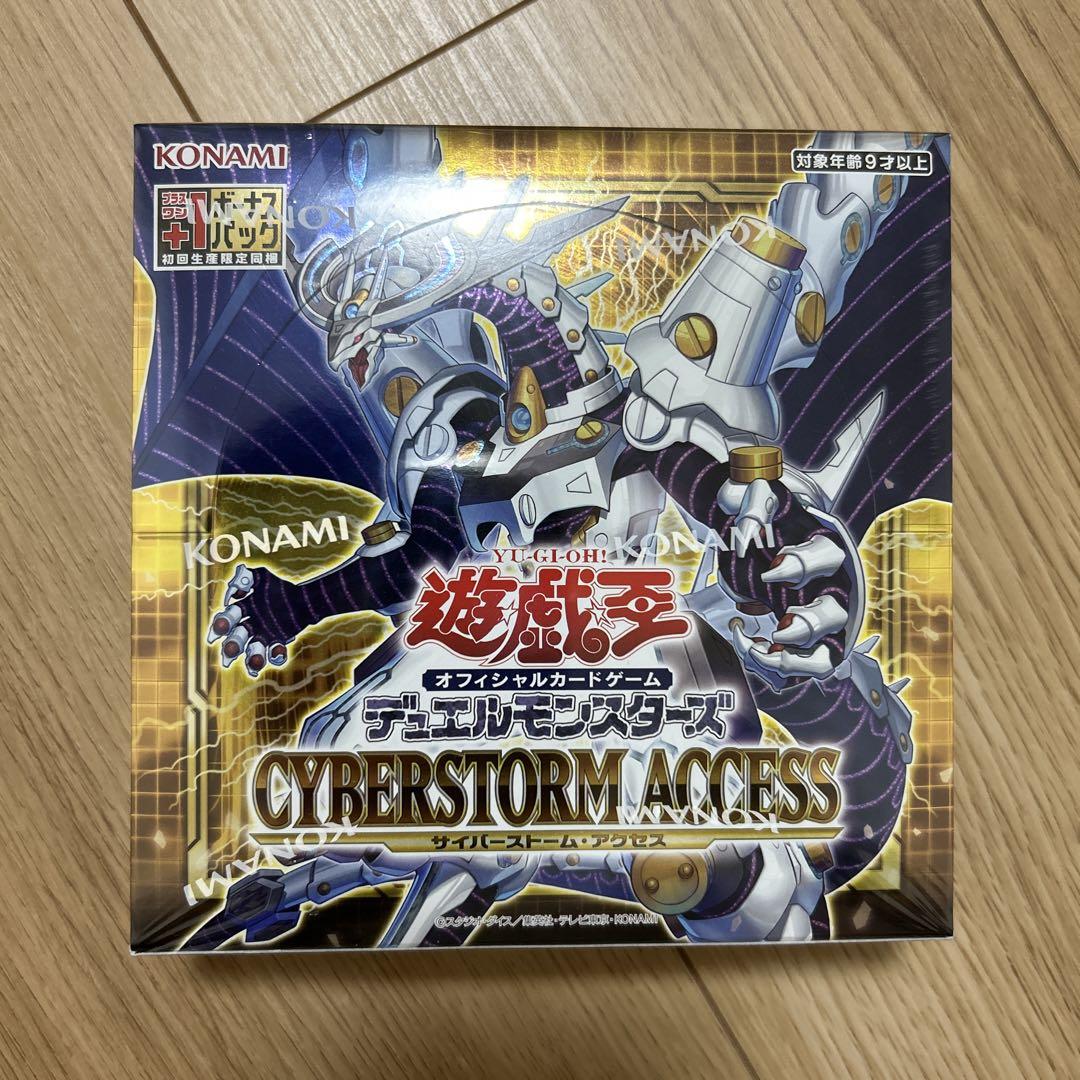 KONAMI
対象年齢9才以上
プラス
ワン
+1
ボーナス
パック
初回生産限定同梱
KONAMI
KONAMI
KONAMI
KONAMI
KONAMI
YU-GI-OH!
遊戯王
オフィシャルカードゲーム
デュエルモンスターズ
CYBERSTORM ACCESS
サイバーストーム・アクセス
KONAMI
KONAMI
KONAMI
©スタジオ・ダイス/集英社・テレビ東京・KONAMI